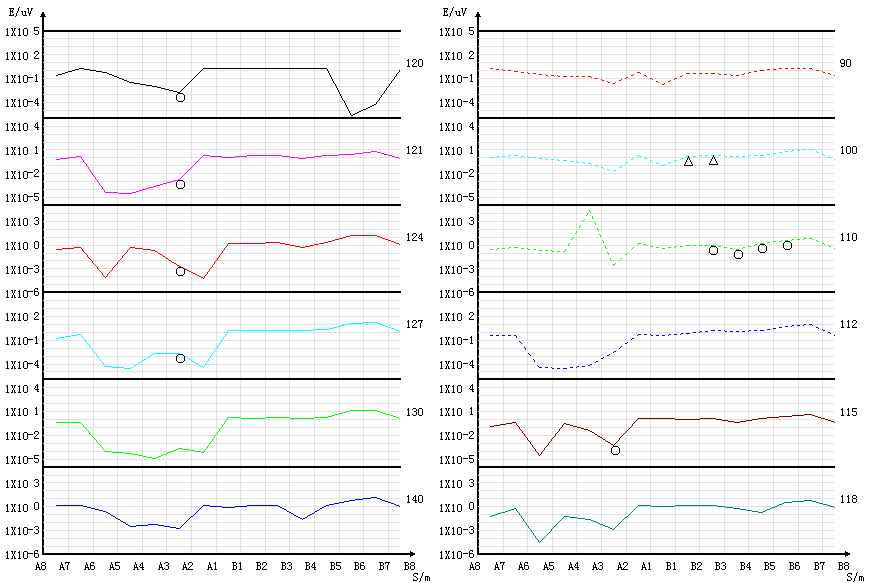 E/uV
1X10 5
1X10 2
1X10-1
1X10-4
120
1X10 4
1X10 1
1X10-2
1X10-5
121
1X10 3
1X10 0
1X10-3
1X10-6
124
1X10 2
1X10-1
1X10-4
127
1X10 4
1X10 1
1X10-2
1X10-5
130
1X10 3
1X10 0
1X10-3
1X10-6
140
A8 A7 A6 A5 A4 A3 A2 A1 B1 B2 B3 B4 B5 B6 B7 B8
S/m
E/uV
1X10 5
1X10 2
1X10-1
1X10-4
90
1X10 4
1X10 1
1X10-2
1X10-5
100
1X10 3
1X10 0
1X10-3
1X10-6
110
1X10 2
1X10-1
1X10-4
112
1X10 4
1X10 1
1X10-2
1X10-5
115
1X10 3
1X10 0
1X10-3
1X10-6
118
A8 A7 A6 A5 A4 A3 A2 A1 B1 B2 B3 B4 B5 B6 B7 B8
S/m